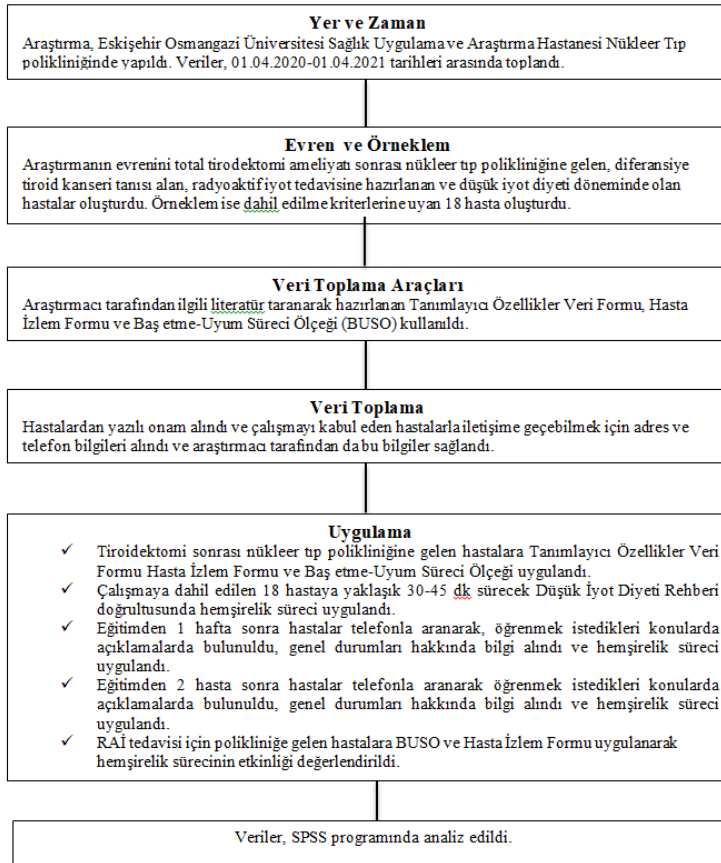 Yer ve Zaman
Araştırma, Eskişehir Osmangazi Üniversitesi Sağlık Uygulama ve Araştırma Hastanesi Nükleer Tıp
polikliniğinde yapıldı. Veriler, 01.04.2020-01.04.2021 tarihleri arasında toplandı.
Evren ve Örneklem
Araştırmanın evrenini total tirodektomi ameliyatı sonrası nükleer tıp polikliniğine gelen, diferansiye
tiroid kanseri tanısı alan, radyoaktif iyot tedavisine hazırlanan ve düşük iyot diyeti döneminde olan
hastalar oluşturdu. Örneklem ise dahil edilme kriterlerine uyan 18 hasta oluşturdu.
Veri Toplama Araçları
Araştırmacı tarafından ilgili literatür taranarak hazırlanan Tanımlayıcı Özellikler Veri Formu, Hasta
İzlem Formu ve Baş etme-Uyum Süreci Ölçeği (BUSO) kullanıldı.
Veri Toplama
Hastalardan yazılı onam alındı ve çalışmayı kabul eden hastalarla iletişime geçebilmek için adres ve
telefon bilgileri alındı ve araştırmacı tarafından da bu bilgiler sağlandı.
Uygulama
✓ Tiroidektomi sonrası nükleer tıp polikliniğine gelen hastalara Tanımlayıcı Özellikler Veri
Formu Hasta İzlem Formu ve Baş etme-Uyum Süreci Ölçeği uygulandı.
✓ Çalışmaya dahil edilen 18 hastaya yaklaşık 30-45 dk sürecek Düşük İyot Diyeti Rehberi
doğrultusunda hemşirelik süreci uygulandı.
✓ Eğitimden 1 hafta sonra hastalar telefonla aranarak, öğrenmek istedikleri konularda
açıklamalarda bulunuldu, genel durumları hakkında bilgi alındı ve hemşirelik süreci
uygulandı.
✓ Eğitimden 2 hasta sonra hastalar telefonla aranarak öğrenmek istedikleri konularda
açıklamalarda bulunuldu, genel durumları hakkında bilgi alındı ve hemşirelik süreci
uygulandı.
✓ RAİ tedavisi için polikliniğe gelen hastalara BUSO ve Hasta İzlem Formu uygulanarak
hemşirelik sürecinin etkinliği değerlendirildi.
Veriler, SPSS programında analiz edildi.